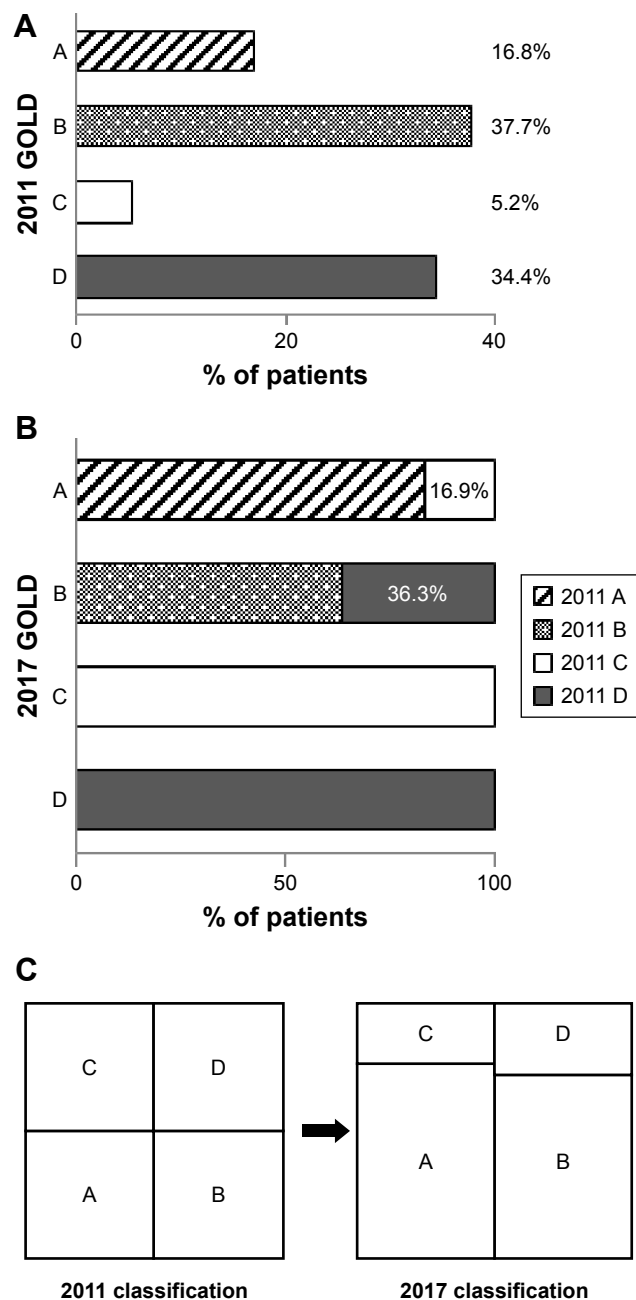 A
2011 GOLD
A
16.8%
B
37.7%
C
5.2%
D
34.4%
0
20
40
% of patients
B
2017 GOLD
A
16.9%
B
36.3%
C
D
2011 A
2011 B
2011 C
2011 D
0
50
100
% of patients
C
C
D
C
D
A
B
A
B
2011 classification
2017 classification